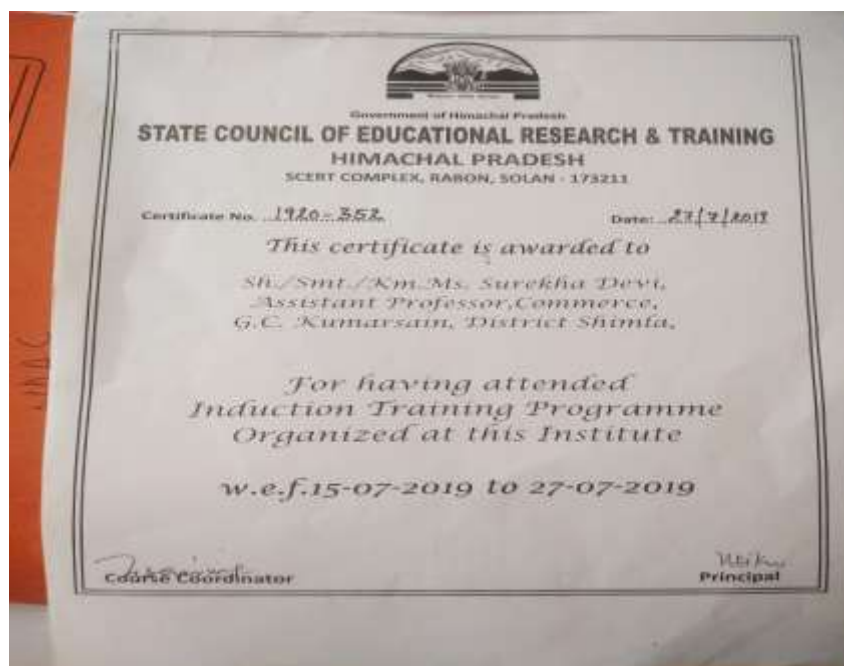 Government of Himachal Pradesh
STATE COUNCIL OF EDUCATIONAL RESEARCH & TRAINING
HIMACHAL PRADESH
SCERT COMPLEX, RABON, SOLAN - 173211
Certificate No. 1920-352 Date: 27/7/2019
This certificate is awarded to
Sh./Smt./Km.Ms. Surekha Devi,
Assistant Professor,Commerce,
G.C. Kumarsain, District Shimla,
For having attended
Induction Training Programme
Organized at this Institute
w.e.f.15-07-2019 to 27-07-2019
Course Coordinator Principal